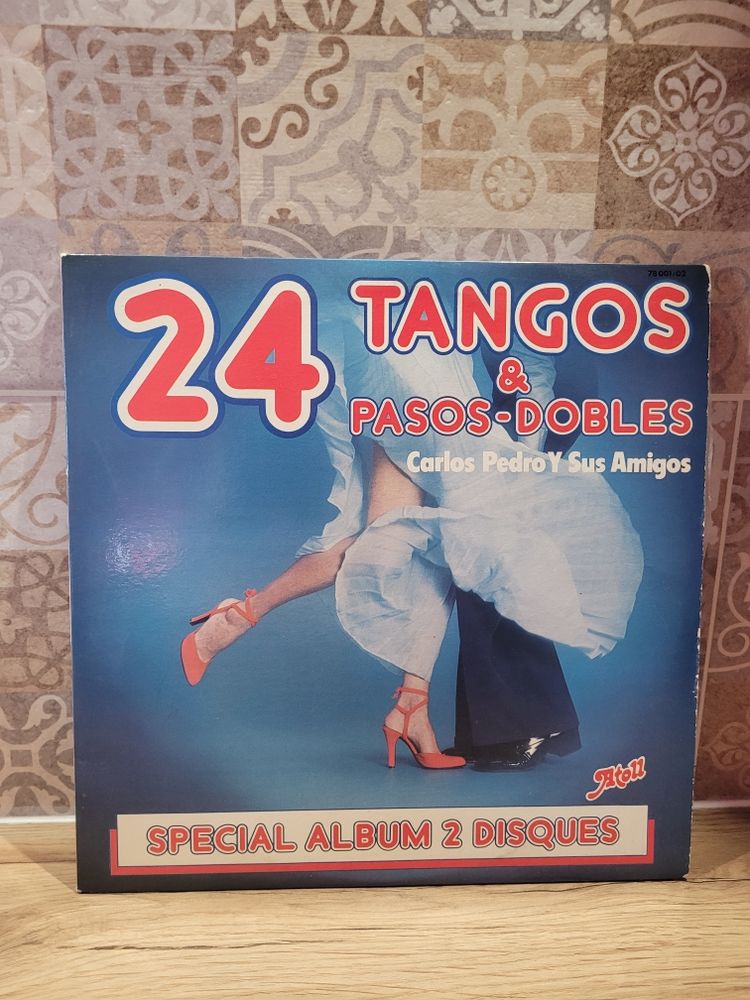 78 001/02
24 TANGOS
&
PASOS-DOBLES
Carlos Pedro Y Sus Amigos
Atoll
SPECIAL ALBUM 2 DISQUES